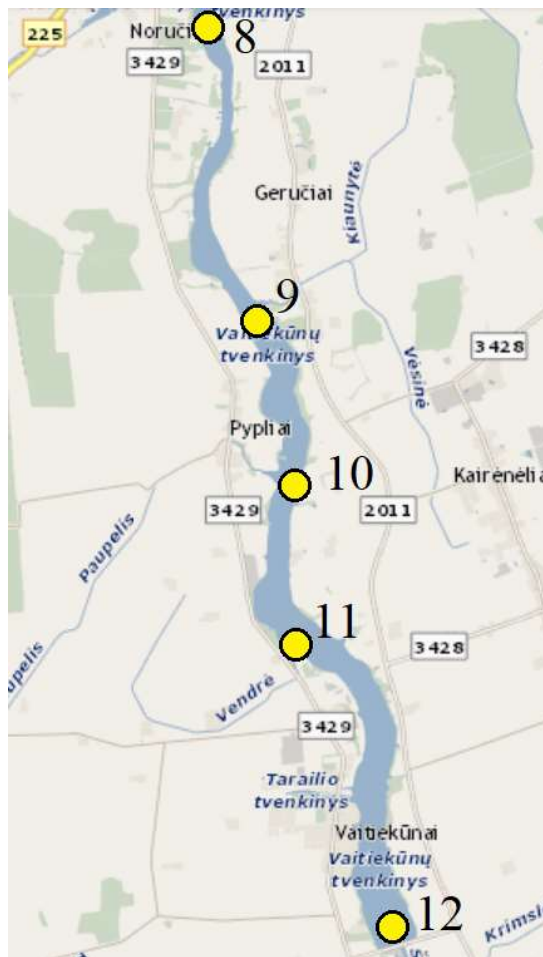 tvenkinys
225
Noruči
8
3429
2011
Geručiai
Kiaunytė
9
Vaitiekūnų
tvenkinys
Vėsinė
3428
Pypliai
10
Kairėnėlia
3429
2011
Paupelis
11
upelis
3428
Vendrė
3429
Tarailio
tvenkinys
Vaitiekūnai
Vaitiekūnų
tvenkinys
12
Krimsl